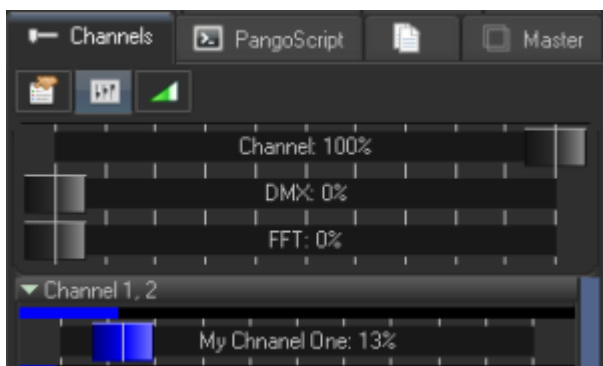 Channels PangoScript Master
Channel: 100%
DMX: 0%
FFT: 0%
Channel 1, 2
My Chnanel One: 13%